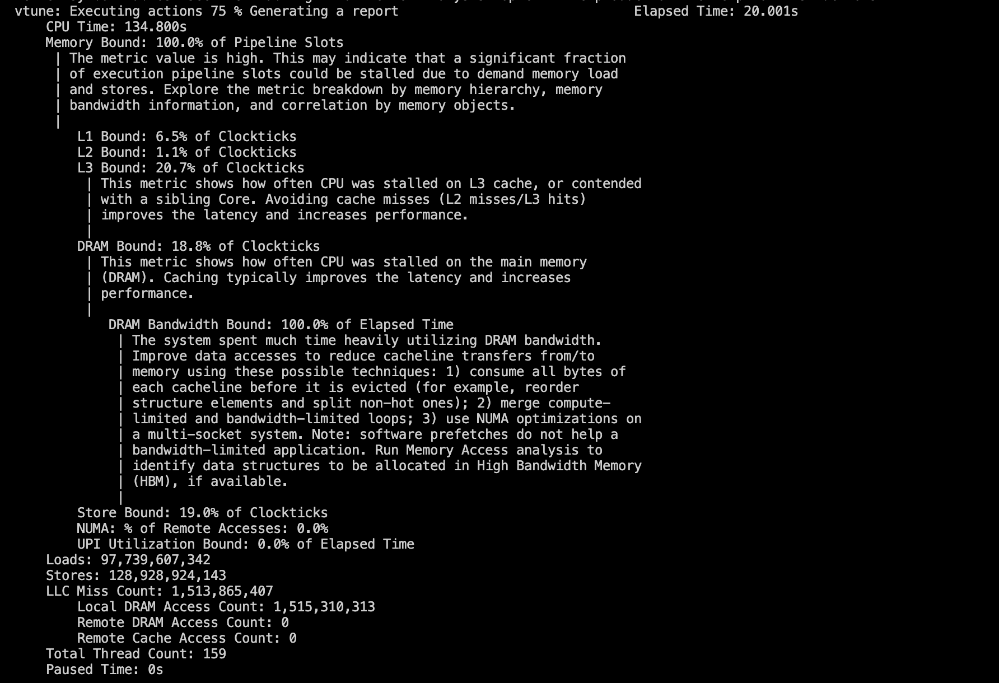 vtune: Executing actions 75 % Generating a report Elapsed Time: 20.001s
CPU Time: 134.800s
Memory Bound: 100.0% of Pipeline Slots
| The metric value is high. This may indicate that a significant fraction
| of execution pipeline slots could be stalled due to demand memory load
| and stores. Explore the metric breakdown by memory hierarchy, memory
| bandwidth information, and correlation by memory objects.
|
L1 Bound: 6.5% of Clockticks
L2 Bound: 1.1% of Clockticks
L3 Bound: 20.7% of Clockticks
| This metric shows how often CPU was stalled on L3 cache, or contended
| with a sibling Core. Avoiding cache misses (L2 misses/L3 hits)
| improves the latency and increases performance.
|
DRAM Bound: 18.8% of Clockticks
| This metric shows how often CPU was stalled on the main memory
| (DRAM). Caching typically improves the latency and increases
| performance.
|
DRAM Bandwidth Bound: 100.0% of Elapsed Time
| The system spent much time heavily utilizing DRAM bandwidth.
| Improve data accesses to reduce cacheline transfers from/to
| memory using these possible techniques: 1) consume all bytes of
| each cacheline before it is evicted (for example, reorder
| structure elements and split non-hot ones); 2) merge compute-
| limited and bandwidth-limited loops; 3) use NUMA optimizations on
| a multi-socket system. Note: software prefetches do not help a
| bandwidth-limited application. Run Memory Access analysis to
| identify data structures to be allocated in High Bandwidth Memory
| (HBM), if available.
|
Store Bound: 19.0% of Clockticks
NUMA: % of Remote Accesses: 0.0%
UPI Utilization Bound: 0.0% of Elapsed Time
Loads: 97,739,607,342
Stores: 128,928,924,143
LLC Miss Count: 1,513,865,407
Local DRAM Access Count: 1,515,310,313
Remote DRAM Access Count: 0
Remote Cache Access Count: 0
Total Thread Count: 159
Paused Time: 0s